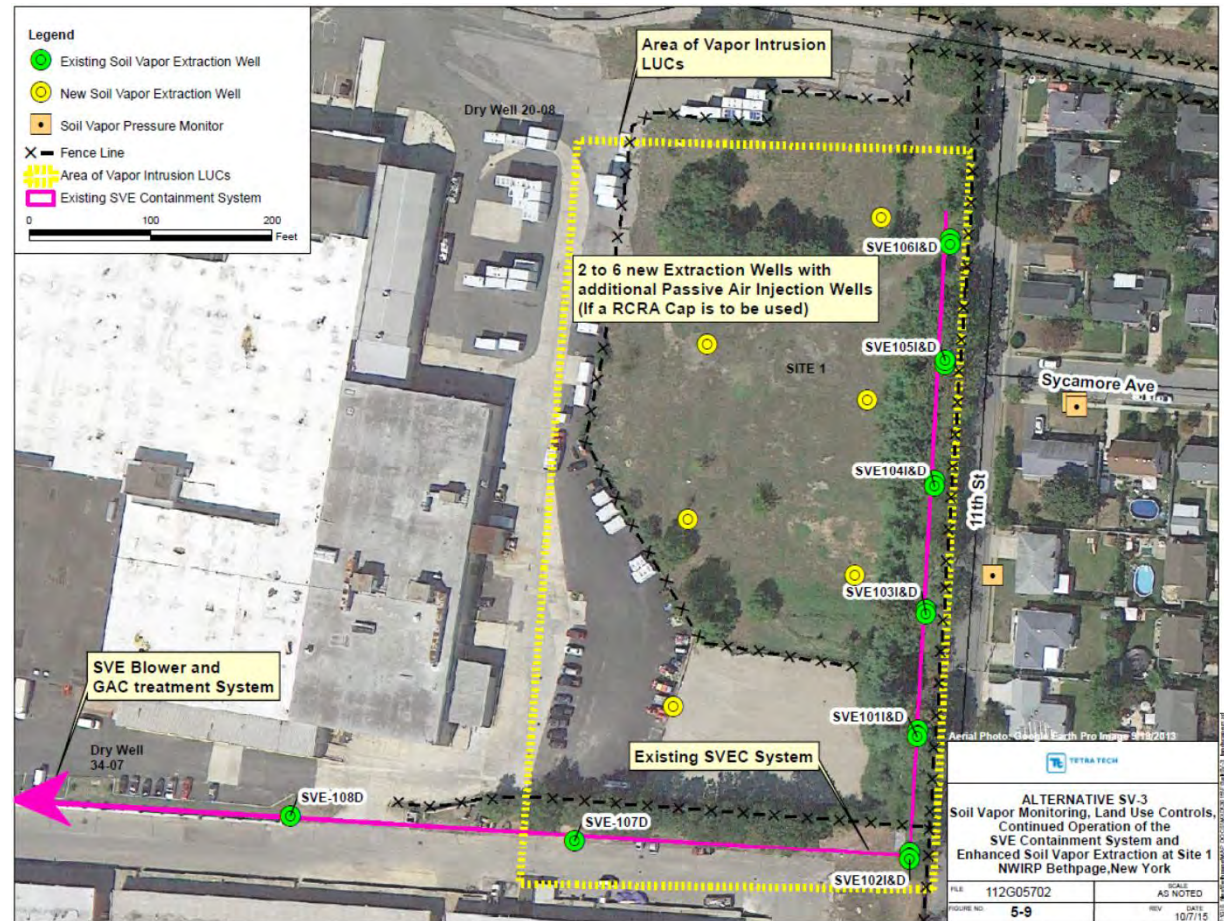 Legend
Existing Soil Vapor Extraction Well
New Soil Vapor Extraction Well
Soil Vapor Pressure Monitor
Fence Line
Area of Vapor Intrusion LUCs
Existing SVE Containment System
0 100 200
Feet
Area of Vapor Intrusion
LUCs
Dry Well 20-08
SVE106I&D
2 to 6 new Extraction Wells with
additional Passive Air Injection Wells
(If a RCRA Cap is to be used)
SVE105I&D
SITE 1
Sycamore Ave
SVE104I&D
11th St
SVE103I&D
SVE Blower and
GAC treatment System
SVE101I&D
Dry Well
34-07
Existing SVEC System
SVE-108D
SVE-107D
SVE102I&D
Aerial Photo: Google Earth Pro Image 9/19/2013
TETRA TECH
ALTERNATIVE SV-3
Soil Vapor Monitoring, Land Use Controls,
Continued Operation of the
SVE Containment System and
Enhanced Soil Vapor Extraction at Site 1
NWIRP Bethpage,New York
FILE 112G05702
SCALE
AS NOTED
FIGURE NO. 5-9
REV DATE
10/7/15